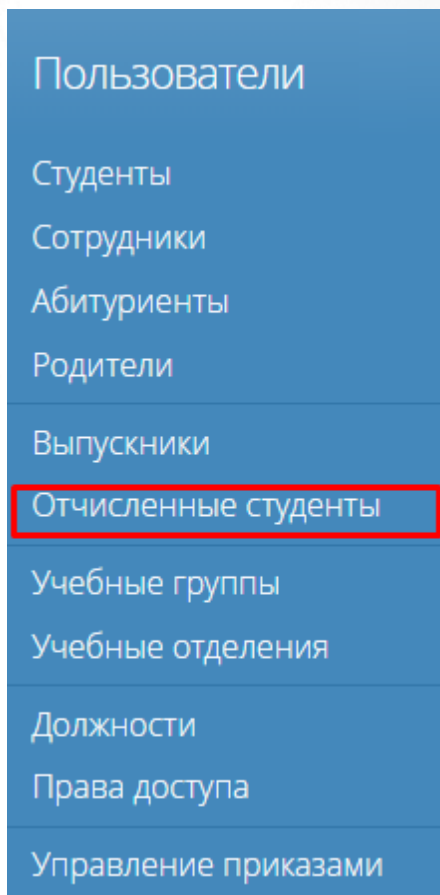 Пользователи
Студенты
Сотрудники
Абитуриенты
Родители
Выпускники
Отчисленные студенты
Учебные группы
Учебные отделения
Должности
Права доступа
Управление приказами